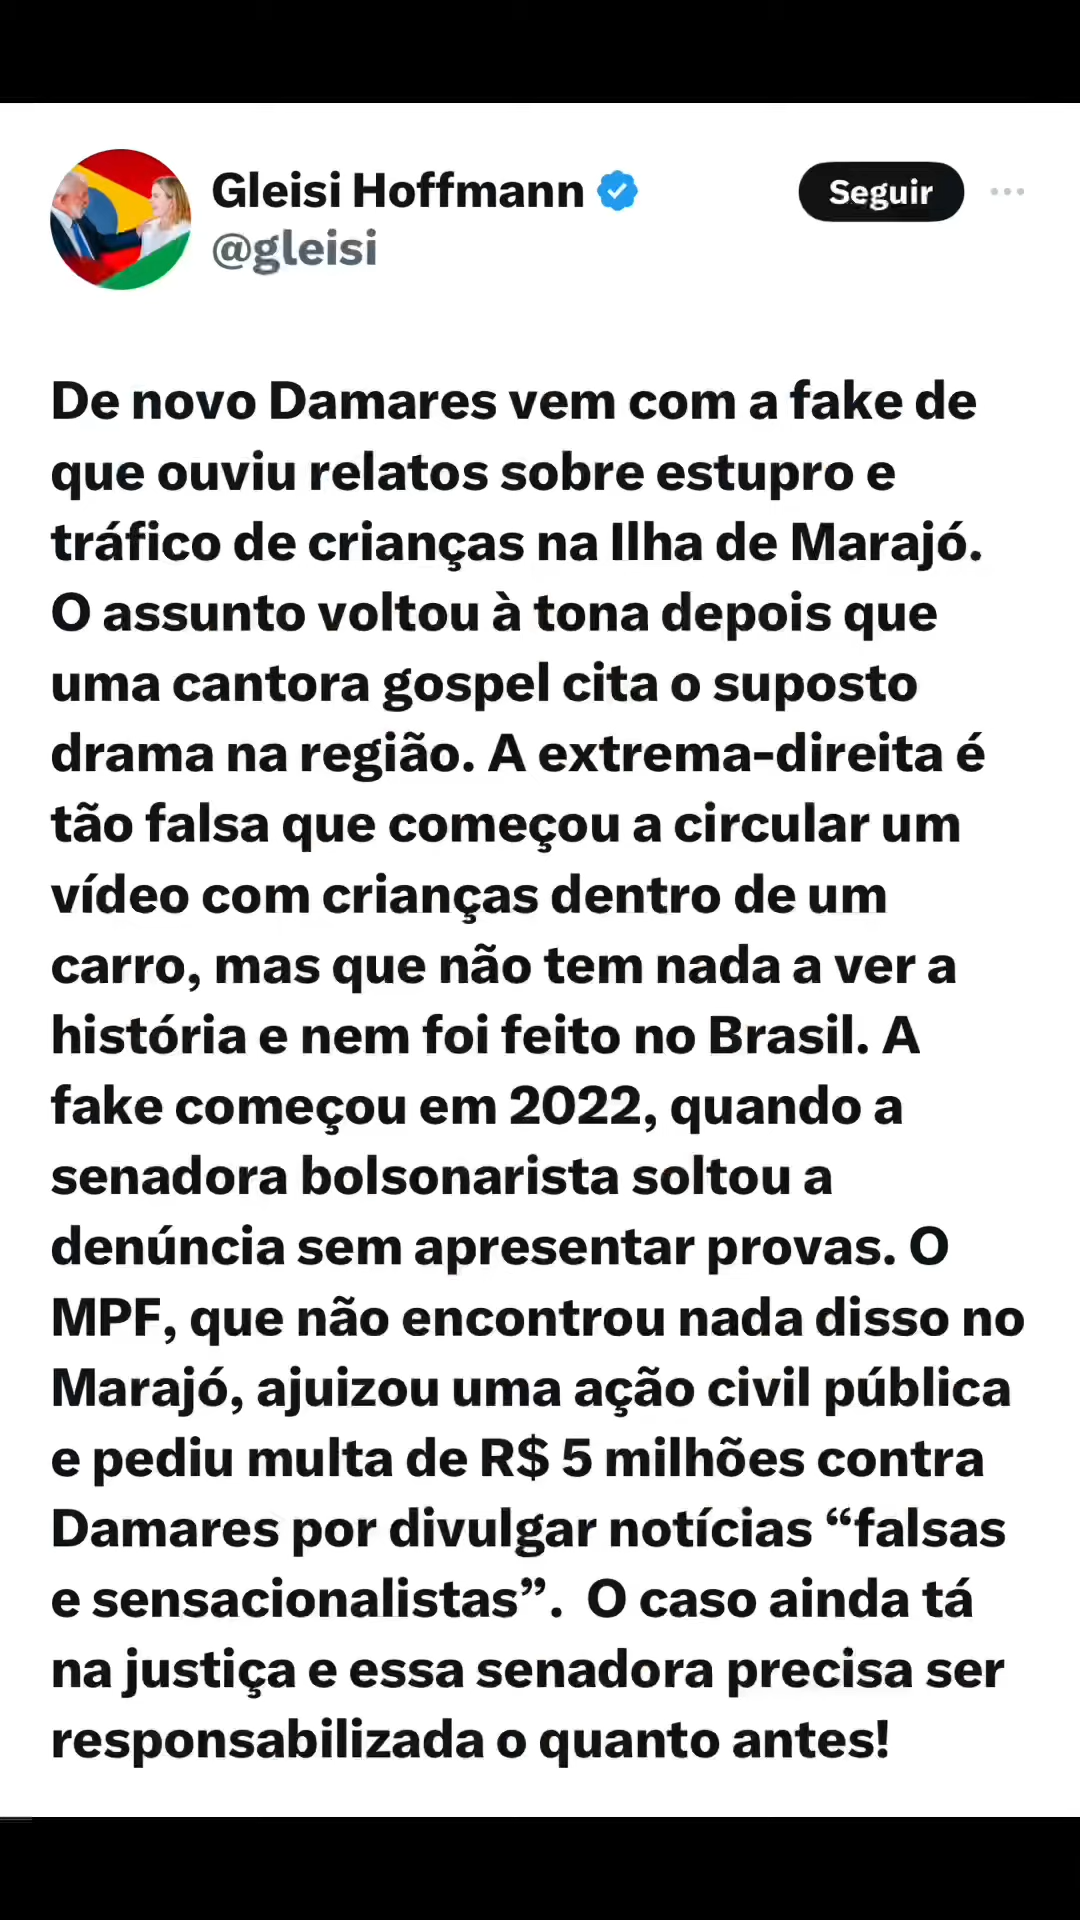 Gleisi Hoffmann
Seguir
@gleisi
De novo Damares vem com a fake de
que ouviu relatos sobre estupro e
tráfico de crianças na Ilha de Marajó.
O assunto voltou à tona depois que
uma cantora gospel cita o suposto
drama na região. A extrema-direita é
tão falsa que começou a circular um
vídeo com crianças dentro de um
carro, mas que não tem nada a ver a
história e nem foi feito no Brasil. A
fake começou em 2022, quando a
senadora bolsonarista soltou a
denúncia sem apresentar provas. O
MPF, que não encontrou nada disso no
Marajó, ajuizou uma ação civil pública
e pediu multa de R$ 5 milhões contra
Damares por divulgar notícias “falsas
e sensacionalistas”.  O caso ainda tá
na justiça e essa senadora precisa ser
responsabilizada o quanto antes!